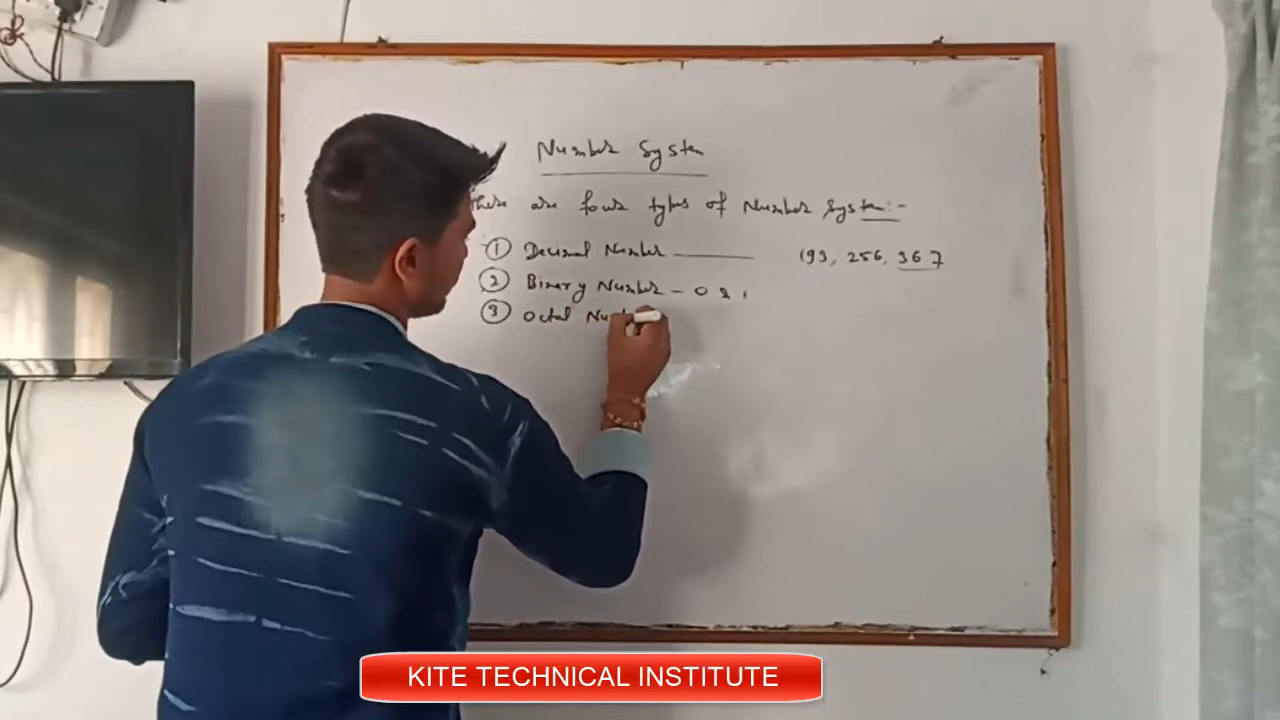 Number System
There are four types of Number System:-
① Decimal Number ——— 193, 256, 367
② Binary Number - 0 & 1
③ Octal
KITE TECHNICAL INSTITUTE